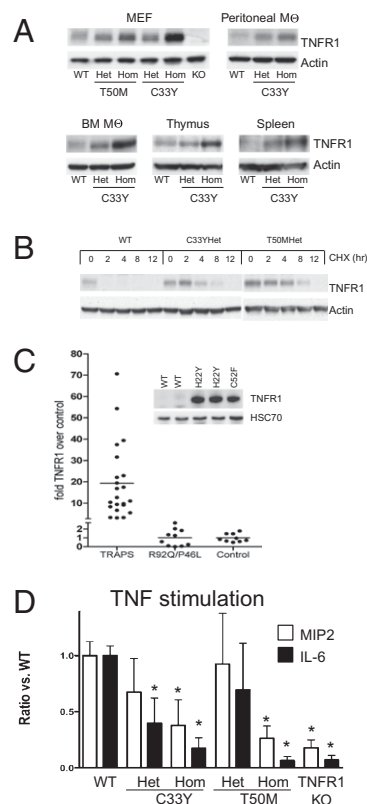 A
MEF
Peritoneal MΘ
TNFR1
Actin
WT Het Hom Het Hom KO
T50M C33Y
WT Het Hom
C33Y
BM MΘ Thymus Spleen
TNFR1
Actin
WT Het Hom WT Het Hom WT Het Hom
C33Y C33Y C33Y
B
WT C33YHet T50MHet
0 2 4 8 12 0 2 4 8 12 0 2 4 8 12 CHX (hr)
TNFR1
Actin
C
fold TNFR1 over control
80
70
60
50
40
30
20
10
2
1
0
WT WT H22Y H22Y C52F
TNFR1
HSC70
TRAPS R92Q/P46L Control
D TNF stimulation
MIP2
IL-6
Ratio vs. WT
1.0
0.5
0.0
* * * * * * *
WT Het Hom Het Hom TNFR1
C33Y T50M KO